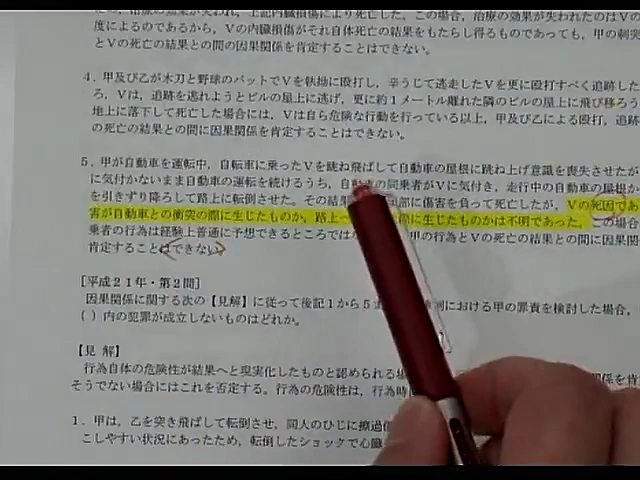 度によるのであるから，Vの内臓損傷がそれ自体死亡の結果をもたらし得るものであっても，甲の刺突
とVの死亡の結果との間の因果関係を肯定することはできない。
4．甲及び乙が木刀と野球のバットでVを執拗に殴打し，辛うじて逃走したVを更に殴打すべく追跡した
ろ，Vは，追跡を逃れようとビルの屋上に逃げ，更に約1メートル離れた隣のビルの屋上に飛び移ろう
地上に落下して死亡した場合には，Vは自ら危険な行動を行っている以上，甲及び乙による殴打，追跡
の死亡の結果との間に因果関係を肯定することはできない。
5．甲が自動車を運転中，自転車に乗ったVを跳ね飛ばして自動車の屋根に跳ね上げ意識を喪失させたが
に気付かないまま自動車の運転を続けるうち，自動車の同乗者がVに気付き，走行中の自動車の屋根か
を引きずり降ろして路上に転倒させた。その結果 部に傷害を負って死亡したが，Vの死因であ
害が自動車との衝突の際に生じたものか，路上 際に生じたものかは不明であった。この場合
乗者の行為は経験上普通に予想できるところでは 甲の行為とVの死亡の結果との間に因
肯定することはできない
［平成21年・第2問］
因果関係に関する次の【見解】に従って後記1から5 における甲の罪責を検討した場合，
（ ）内の犯罪が成立しないものはどれか。
【見 解】
行為自体の危険性が結果へと現実化したものと認められる場 関係を肯
そうでない場合にはこれを否定する。行為の危険性は，行為時
1．甲は，乙を突き飛ばして転倒させ，同人のひじに擦過
こしやすい状況にあったため，転倒したショックで心臓